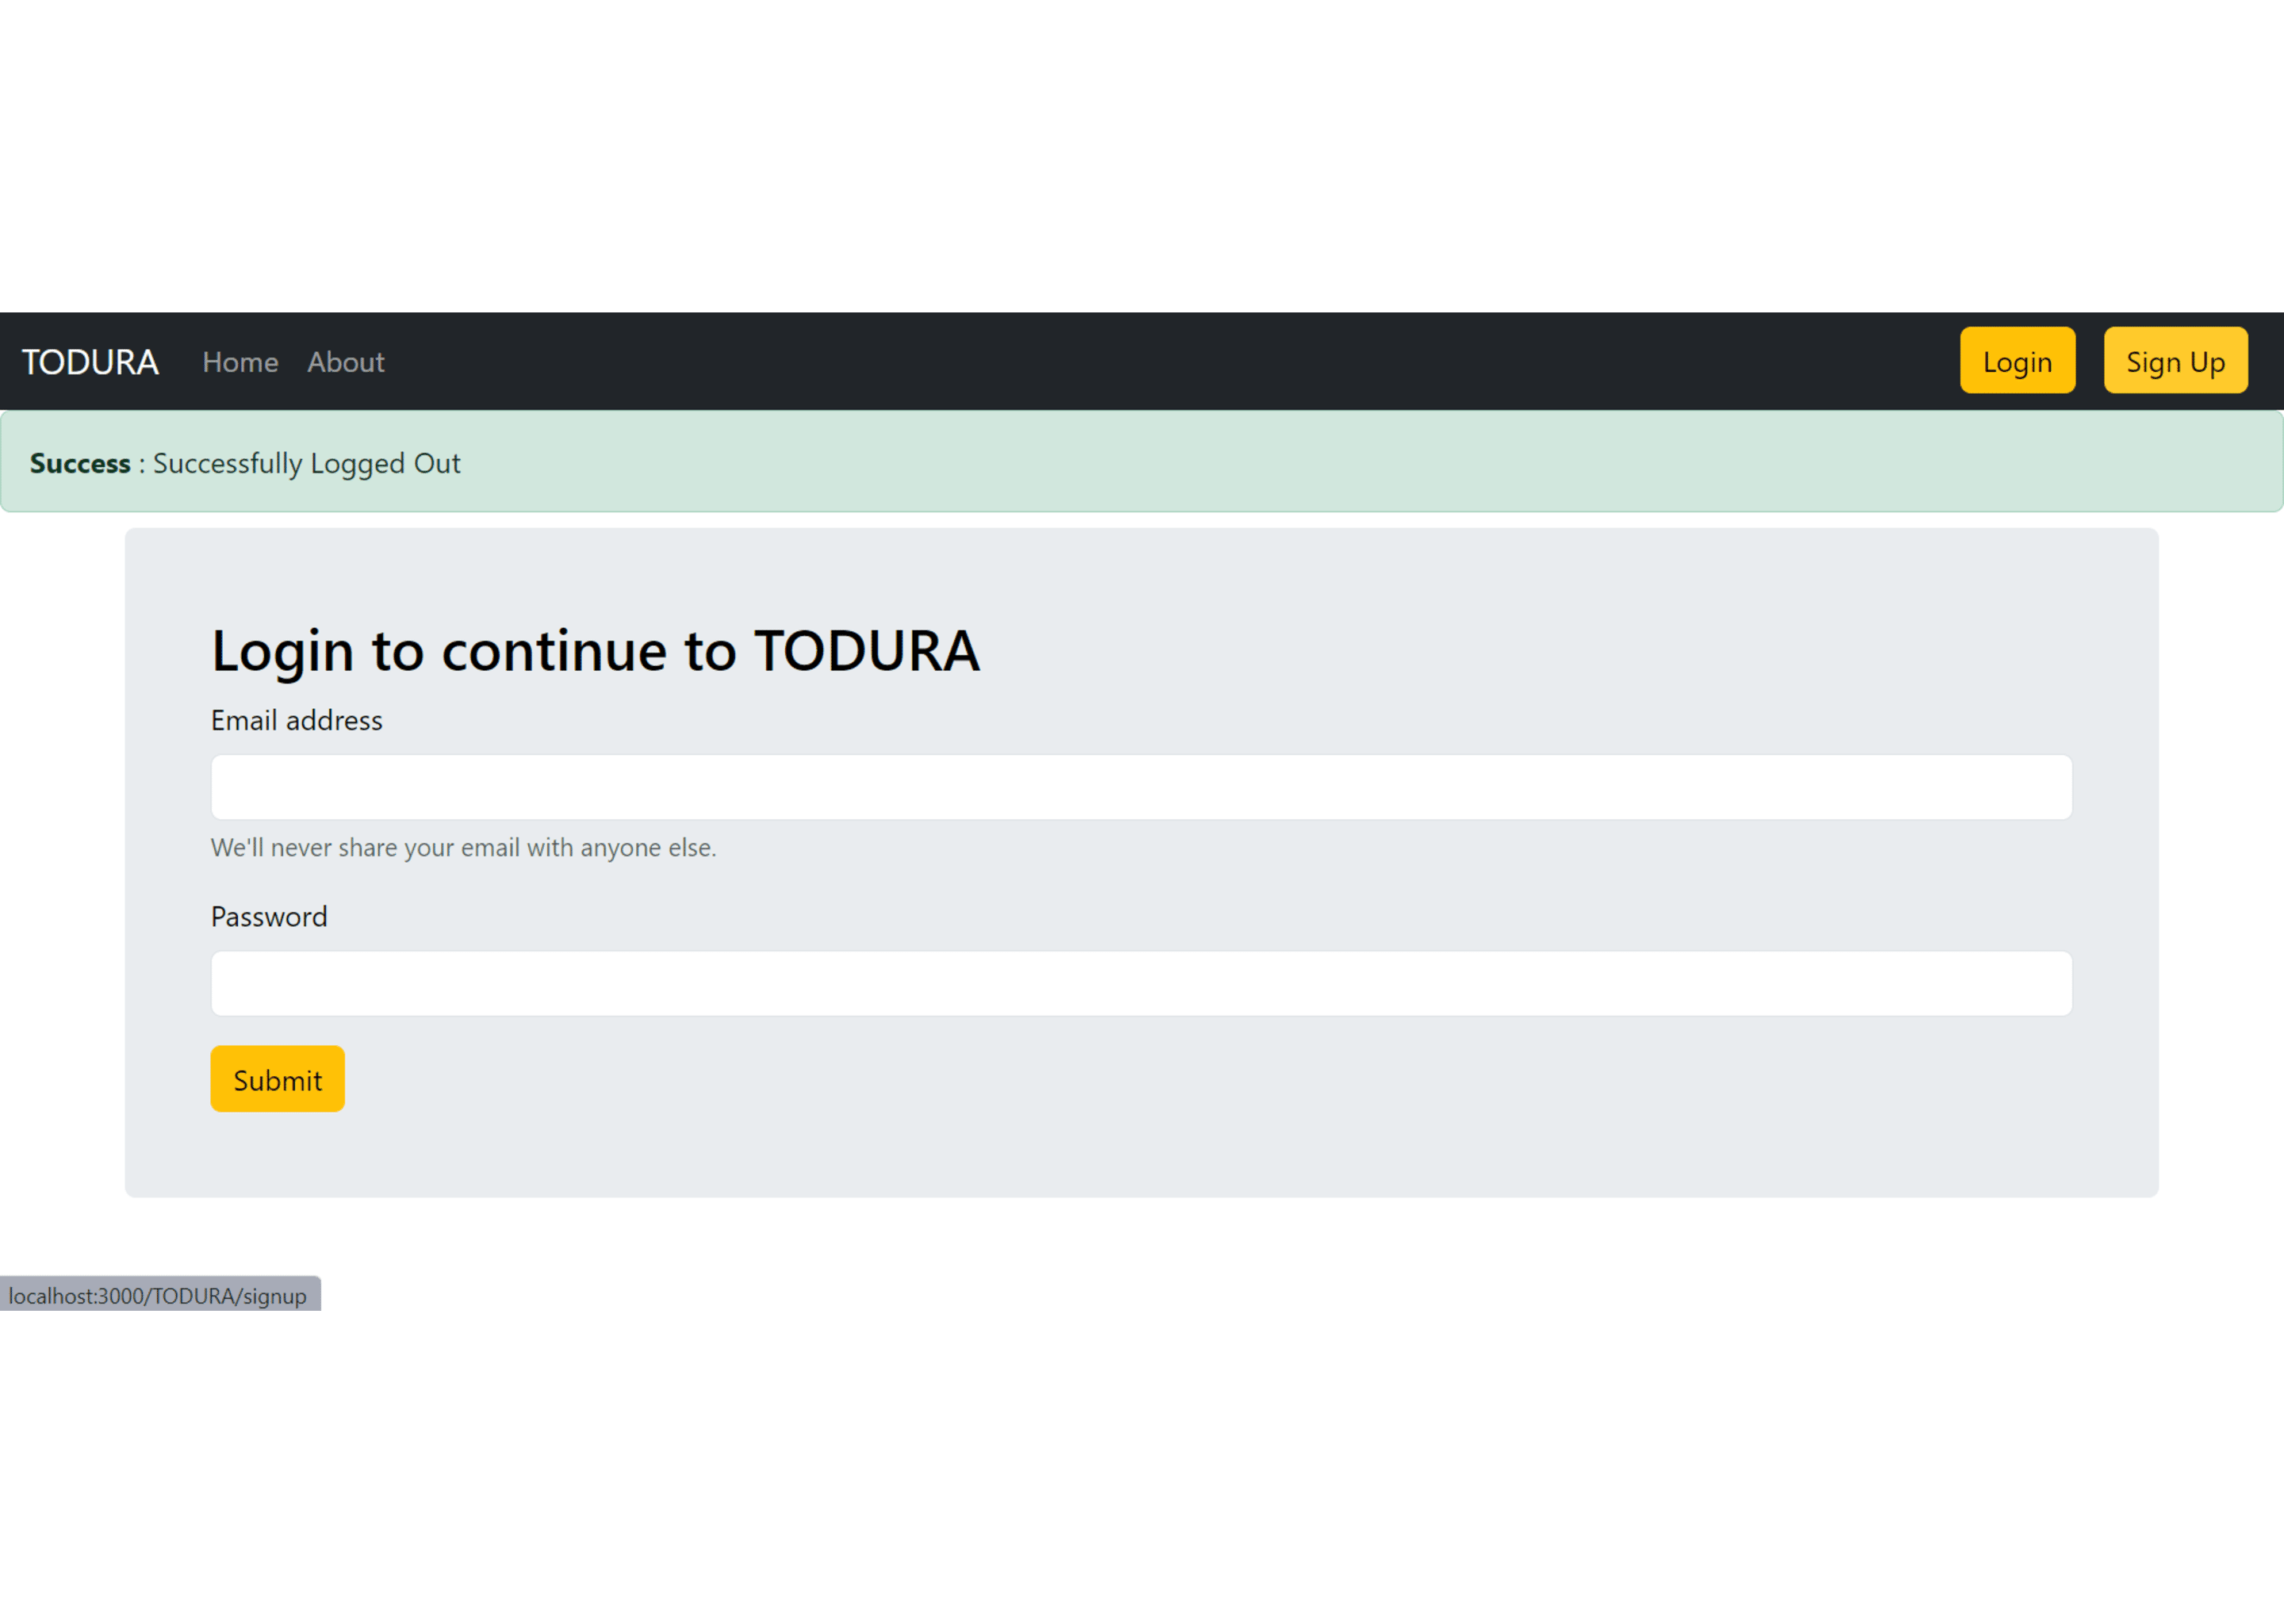 TODURA Home About Login Sign Up
Success : Successfully Logged Out
Login to continue to TODURA
Email address
We'll never share your email with anyone else.
Password
Submit
localhost:3000/TODURA/signup